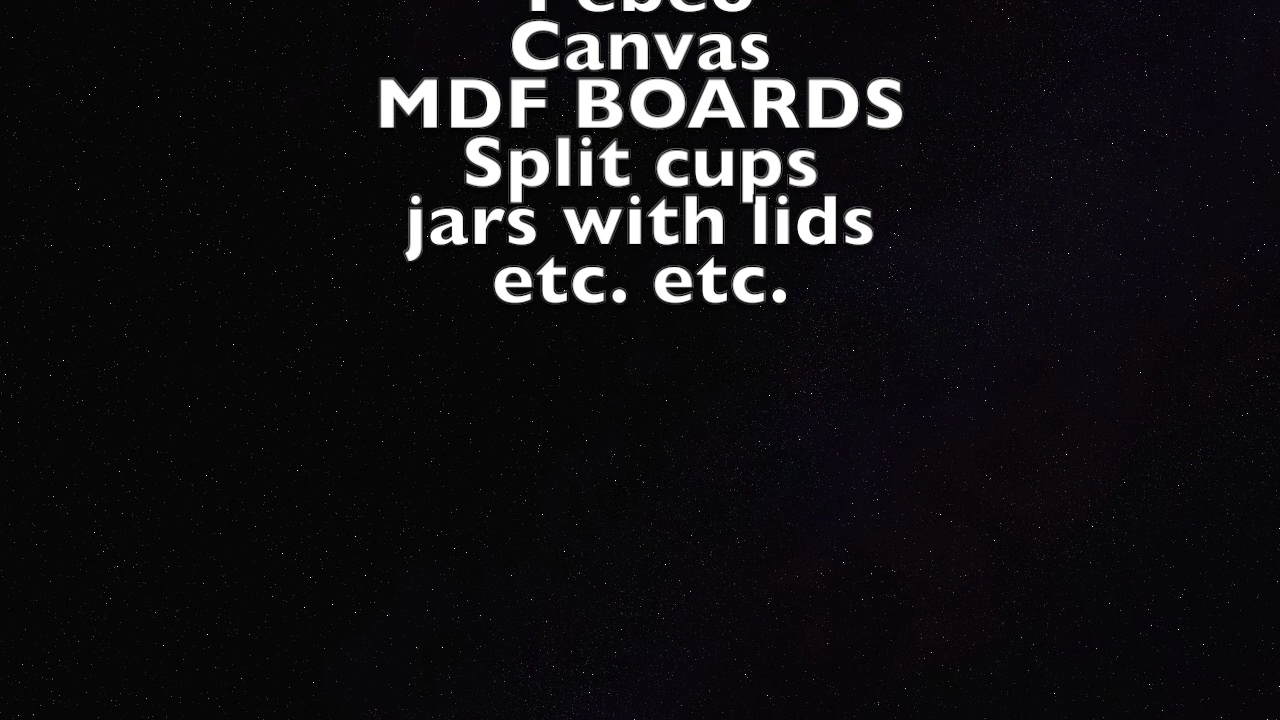 Canvas
MDF BOARDS
Split cups
jars with lids
etc. etc.